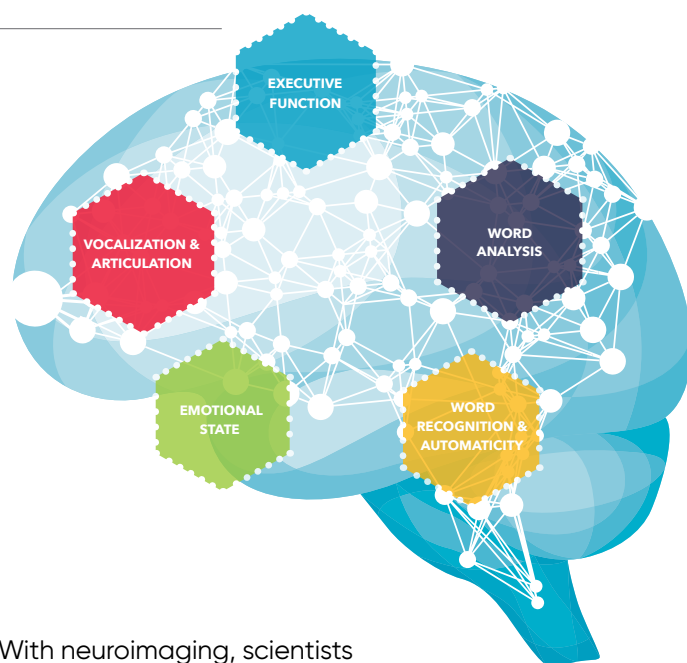 EXECUTIVE
FUNCTION
VOCALIZATION &
ARTICULATION
WORD
ANALYSIS
EMOTIONAL
STATE
WORD
RECOGNITION &
AUTOMATICITY
With neuroimaging, scientists